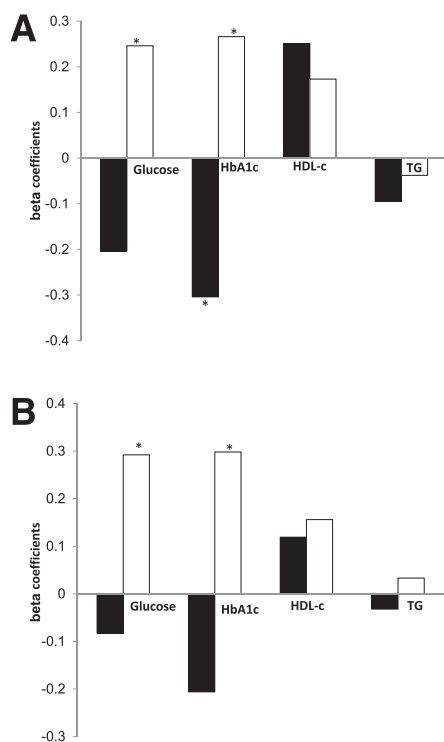 A
beta coefficients
0.3
0.2
0.1
0
-0.1
-0.2
-0.3
-0.4
*
*
*
Glucose
HbA1c
HDL-c
TG
B
beta coefficients
0.4
0.3
0.2
0.1
0
-0.1
-0.2
-0.3
*
*
Glucose
HbA1c
HDL-c
TG